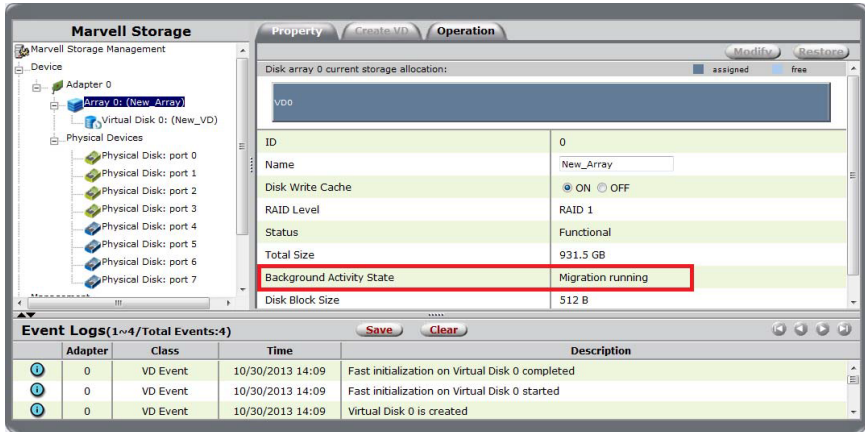 Marvell Storage
Property
Create VD
Operation
Modify
Restore
Marvell Storage Management
Device
Adapter 0
Array 0: (New_Array)
Virtual Disk 0: (New_VD)
Physical Devices
Physical Disk: port 0
Physical Disk: port 1
Physical Disk: port 2
Physical Disk: port 3
Physical Disk: port 4
Physical Disk: port 5
Physical Disk: port 6
Physical Disk: port 7
Disk array 0 current storage allocation:
assigned
free
VD0
ID 0
Name New_Array
Disk Write Cache ON OFF
RAID Level RAID 1
Status Functional
Total Size 931.5 GB
Background Activity State Migration running
Disk Block Size 512 B
Event Logs(1~4/Total Events:4)
Save
Clear
Adapter Class Time Description
0 VD Event 10/30/2013 14:09 Fast initialization on Virtual Disk 0 completed
0 VD Event 10/30/2013 14:09 Fast initialization on Virtual Disk 0 started
0 VD Event 10/30/2013 14:09 Virtual Disk 0 is created